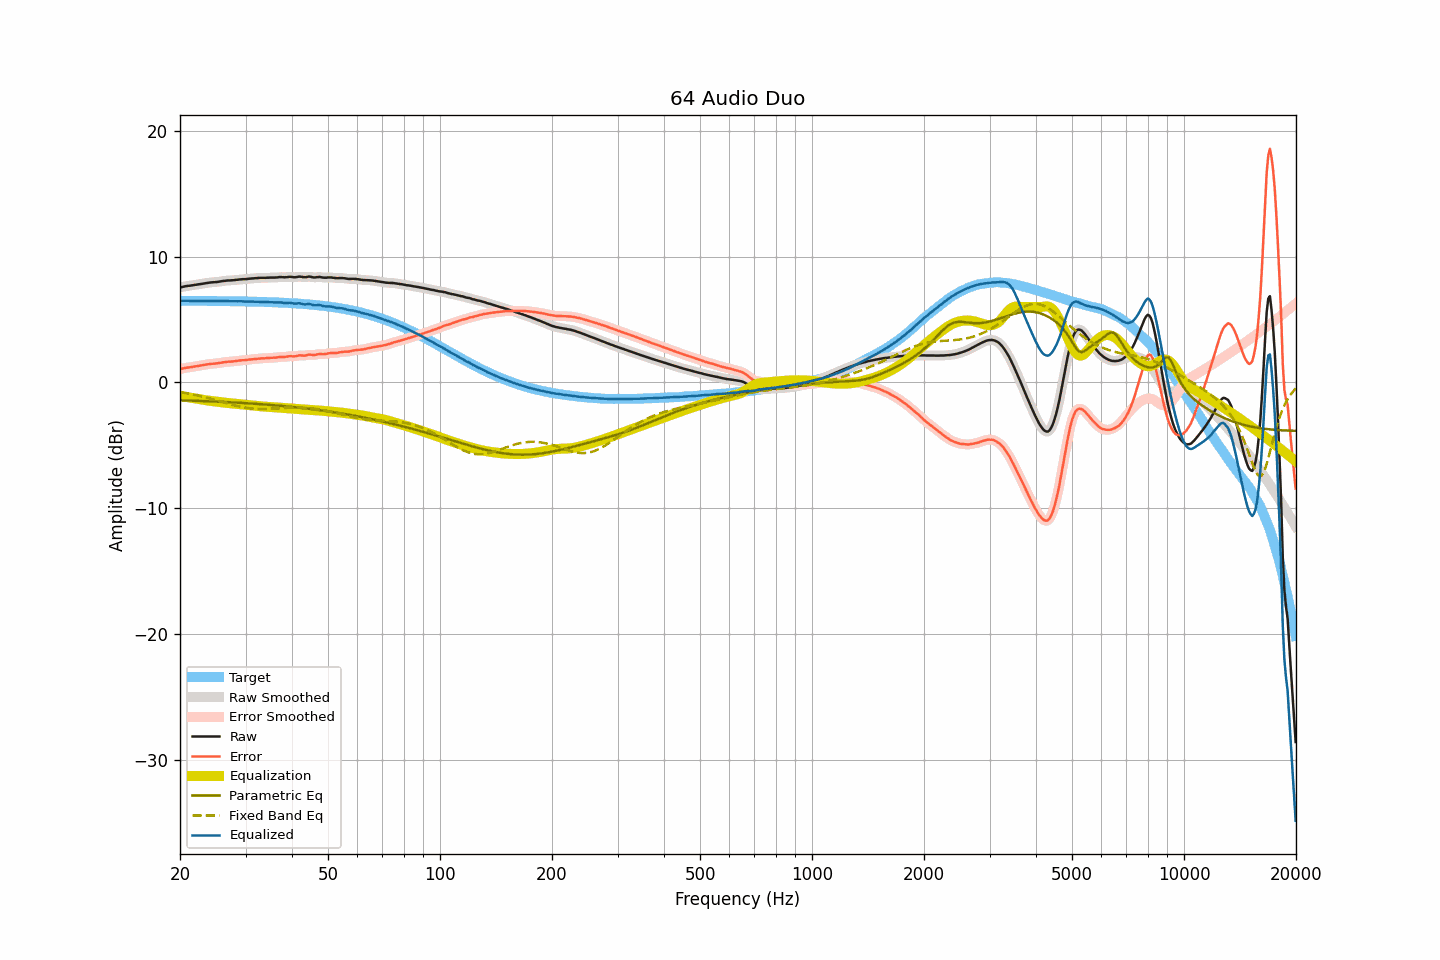 64 Audio Duo
20
10
0
−10
−20
−30
Amplitude (dBr)
Target
Raw Smoothed
Error Smoothed
Raw
Error
Equalization
Parametric Eq
Fixed Band Eq
Equalized
20 50 100 200 500 1000 2000 5000 10000 20000
Frequency (Hz)